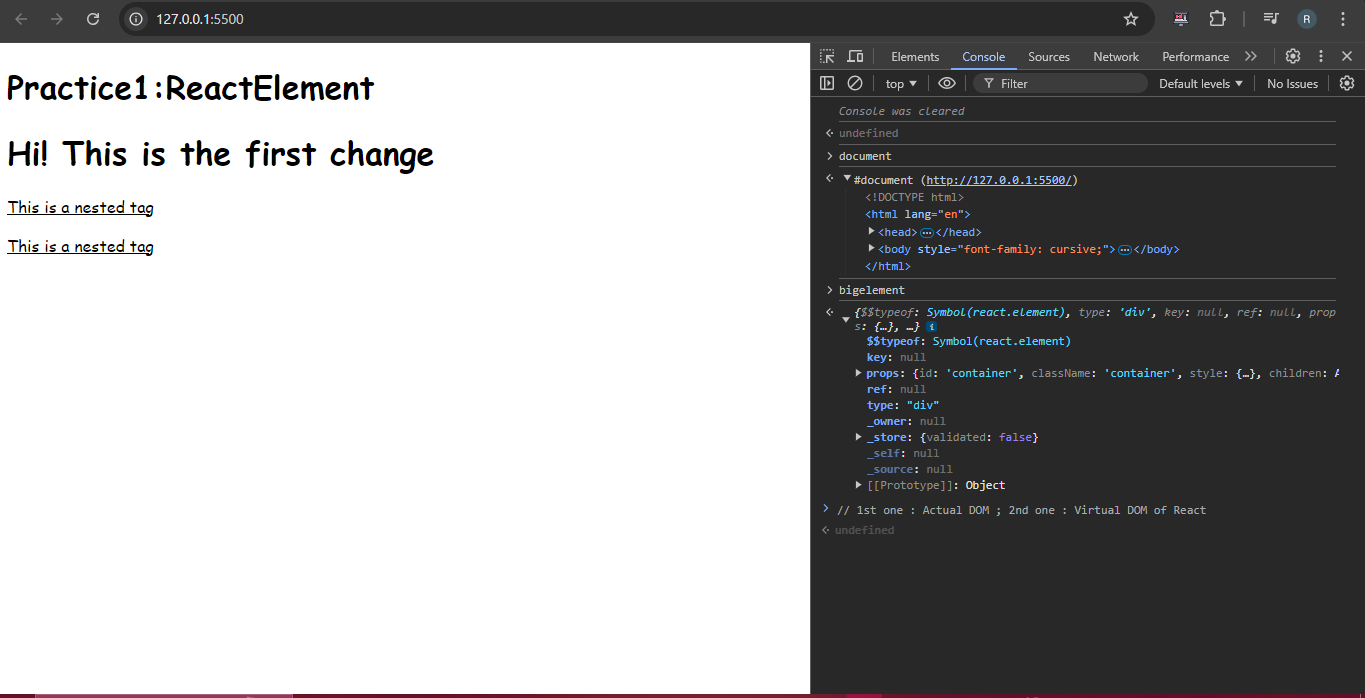 127.0.0.1:5500
R
Elements Console Sources Network Performance
top Filter Default levels No Issues
Practice1:ReactElement
Hi! This is the first change
This is a nested tag
This is a nested tag
Console was cleared
undefined
document
#document (http://127.0.0.1:5500/)
<!DOCTYPE html>
<html lang="en">
<head>…</head>
<body style="font-family: cursive;">…</body>
</html>
bigelement
{$$typeof: Symbol(react.element), type: 'div', key: null, ref: null, prop
s: {…}, …} i
$$typeof: Symbol(react.element)
key: null
props: {id: 'container', className: 'container', style: {…}, children: A
ref: null
type: "div"
_owner: null
_store: {validated: false}
_self: null
_source: null
[[Prototype]]: Object
// 1st one : Actual DOM ; 2nd one : Virtual DOM of React
undefined